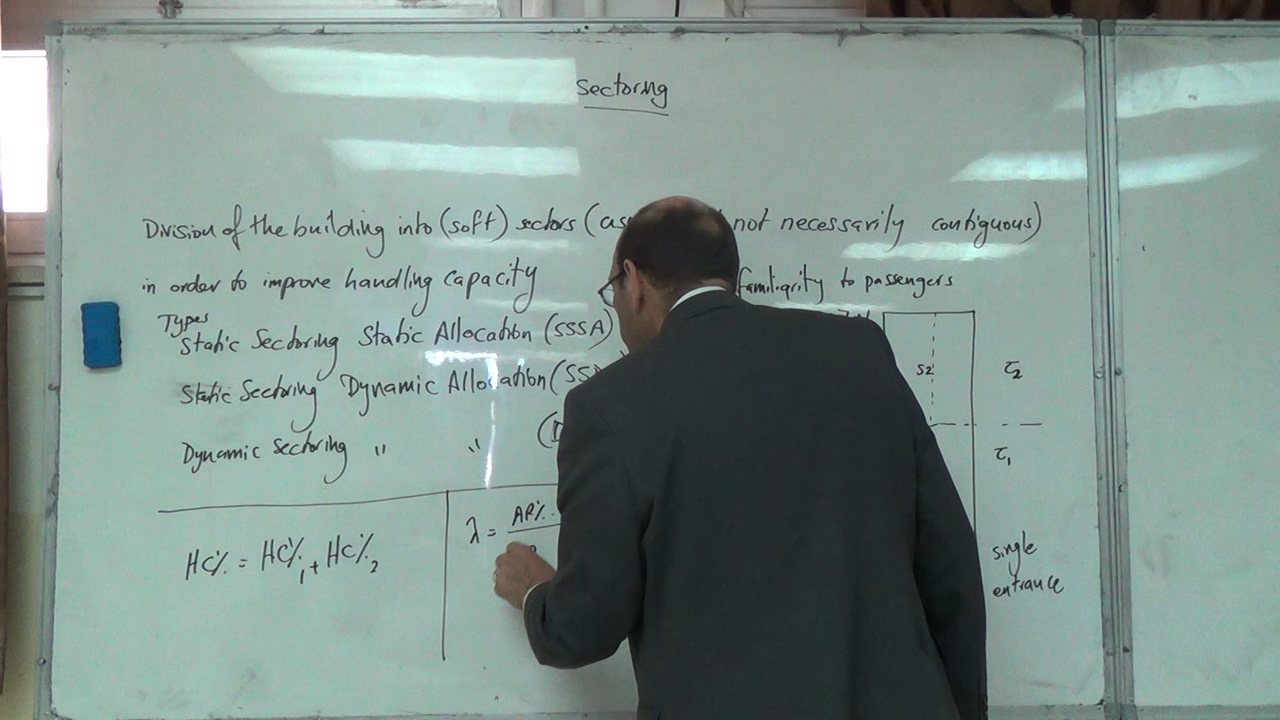 Sectoring
Division of the building into (soft) sectors ( not necessarily contiguous)
in order to improve handling capacity familiarity to passengers
Types
Static Sectoring Static Allocation (SSSA)
Static Sectoring Dynamic Allocation (
Dynamic Sectoring " " (
HC% = HC%₁ + HC%₂
λ = AP%.
S2
τ₂
τ₁
single
entrance